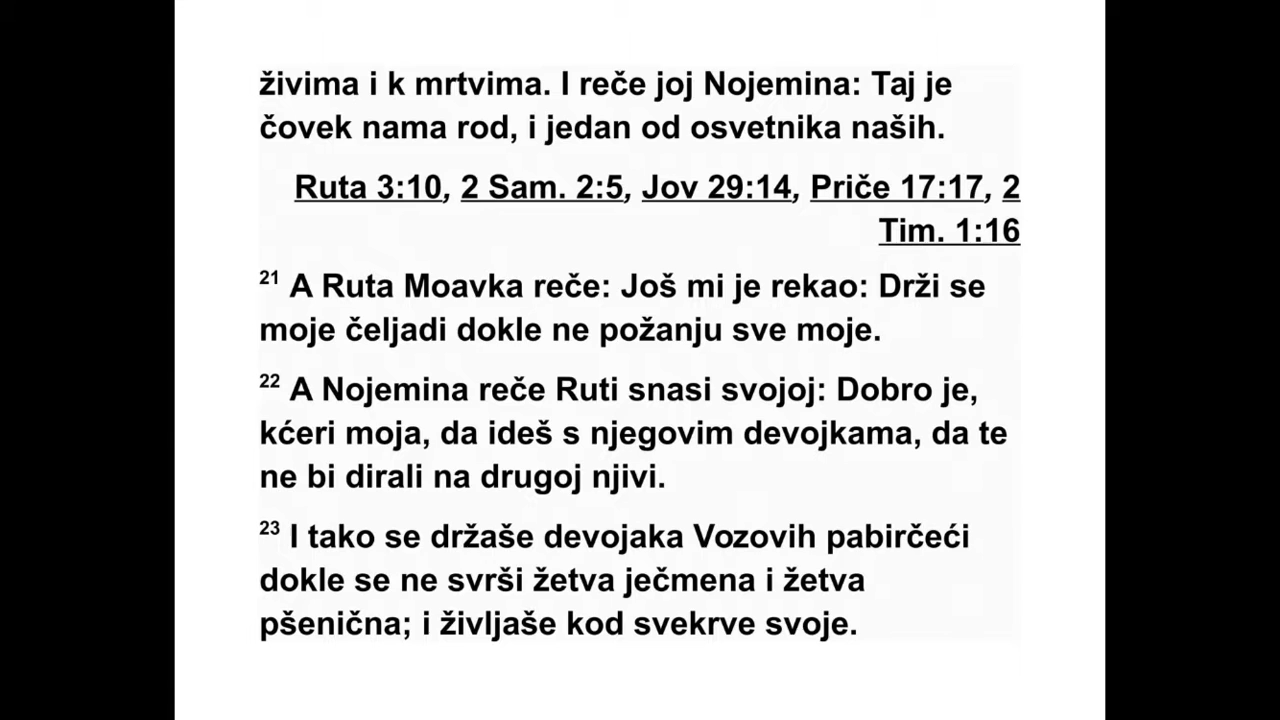 živima i k mrtvima. I reče joj Nojemina: Taj je
čovek nama rod, i jedan od osvetnika naših.
Ruta 3:10, 2 Sam. 2:5, Jov 29:14, Priče 17:17, 2
Tim. 1:16
21 A Ruta Moavka reče: Još mi je rekao: Drži se
moje čeljadi dokle ne požanju sve moje.
22 A Nojemina reče Ruti snasi svojoj: Dobro je,
kćeri moja, da ideš s njegovim devojkama, da te
ne bi dirali na drugoj njivi.
23 I tako se držaše devojaka Vozovih pabirčeći
dokle se ne svrši žetva ječmena i žetva
pšenična; i življaše kod svekrve svoje.